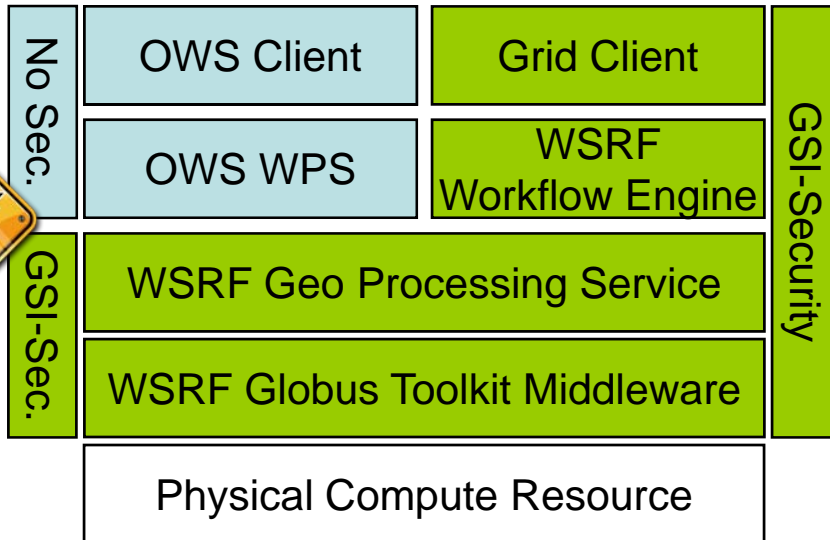 No Sec.
OWS Client
Grid Client
GSI-Security
OWS WPS
WSRF
Workflow Engine
GSI-Sec.
WSRF Geo Processing Service
WSRF Globus Toolkit Middleware
Physical Compute Resource